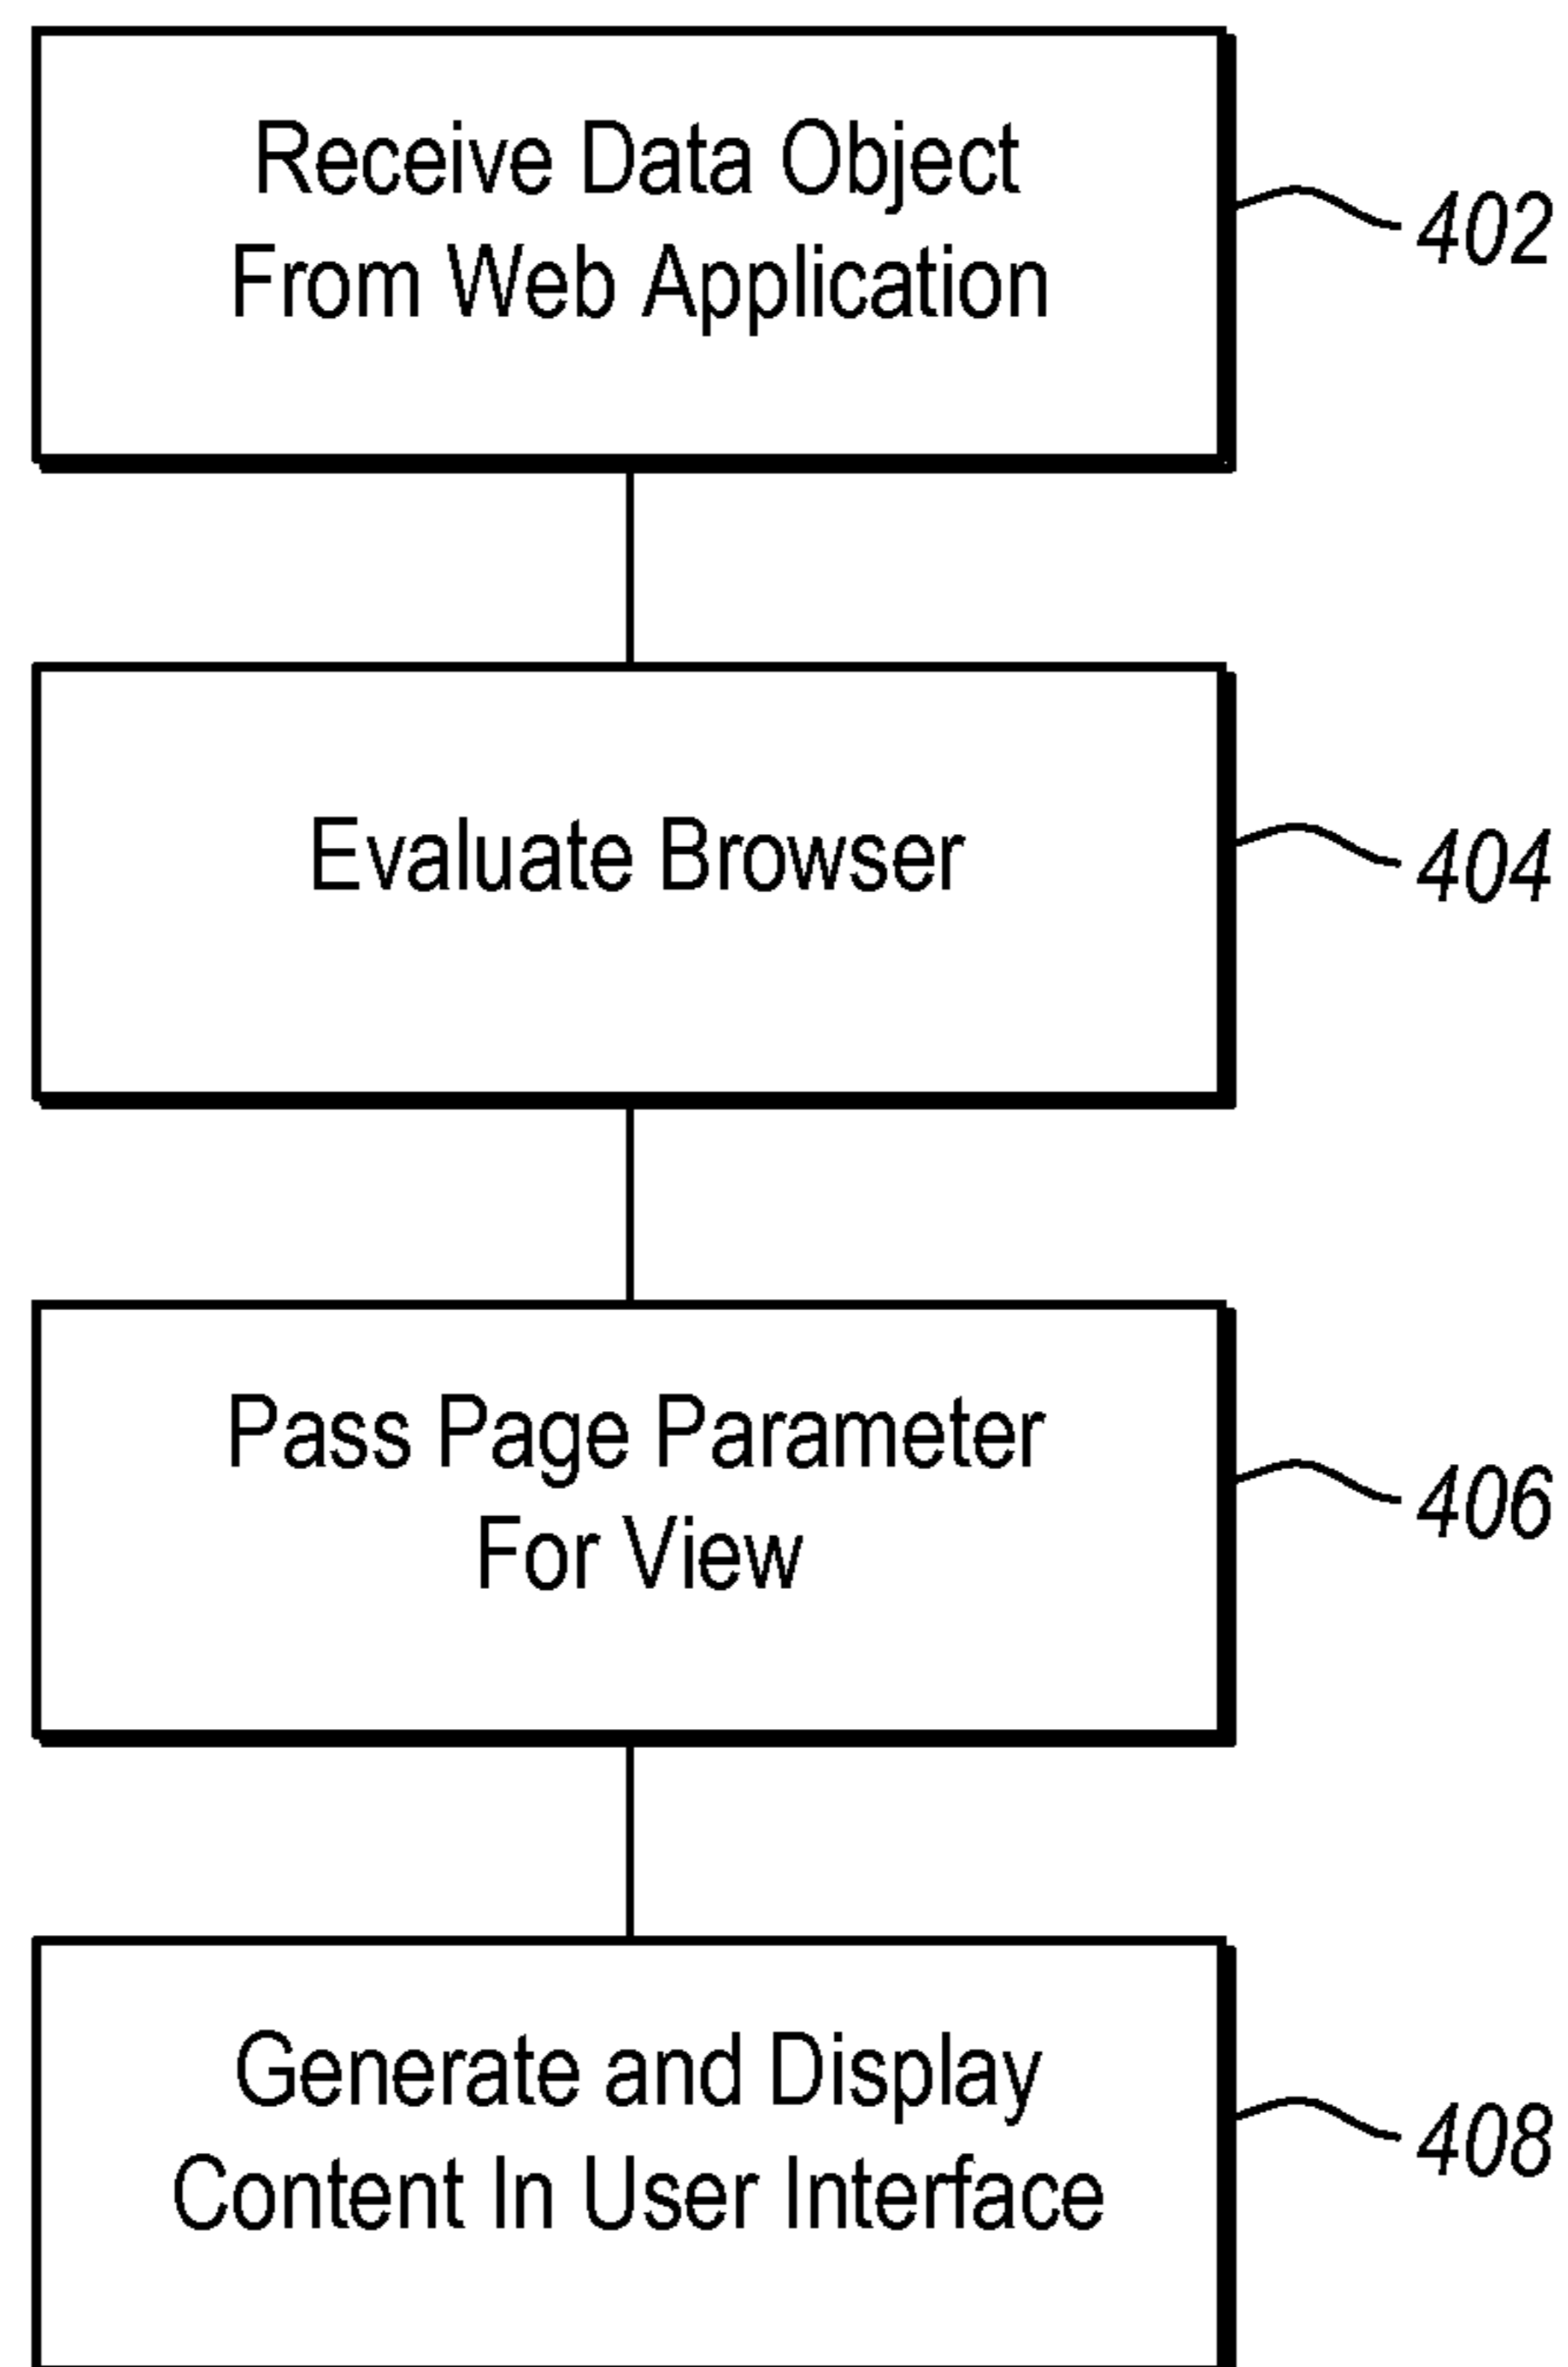 Receive Data Object
From Web Application
402
Evaluate Browser
404
Pass Page Parameter
For View
406
Generate and Display
Content In User Interface
408